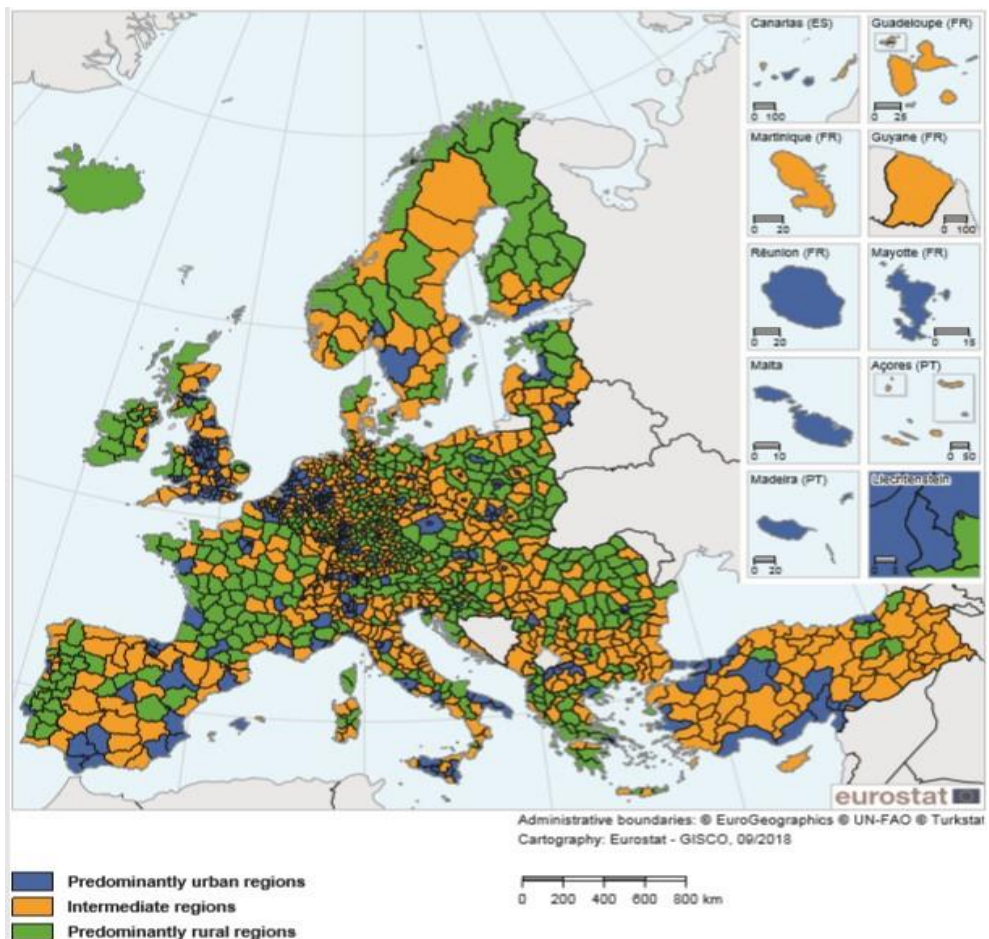 Canarias (ES)
0 100
Guadeloupe (FR)
0 25
Martinique (FR)
0 20
Guyane (FR)
0 100
Réunion (FR)
0 20
Mayotte (FR)
0 15
Malta
0 10
Açores (PT)
0 50
Madeira (PT)
0 20
Liechtenstein
eurostat
Administrative boundaries: © EuroGeographics © UN-FAO © Turkstat
Cartography: Eurostat - GISCO, 09/2018
Predominantly urban regions
Intermediate regions
Predominantly rural regions
0 200 400 600 800 km